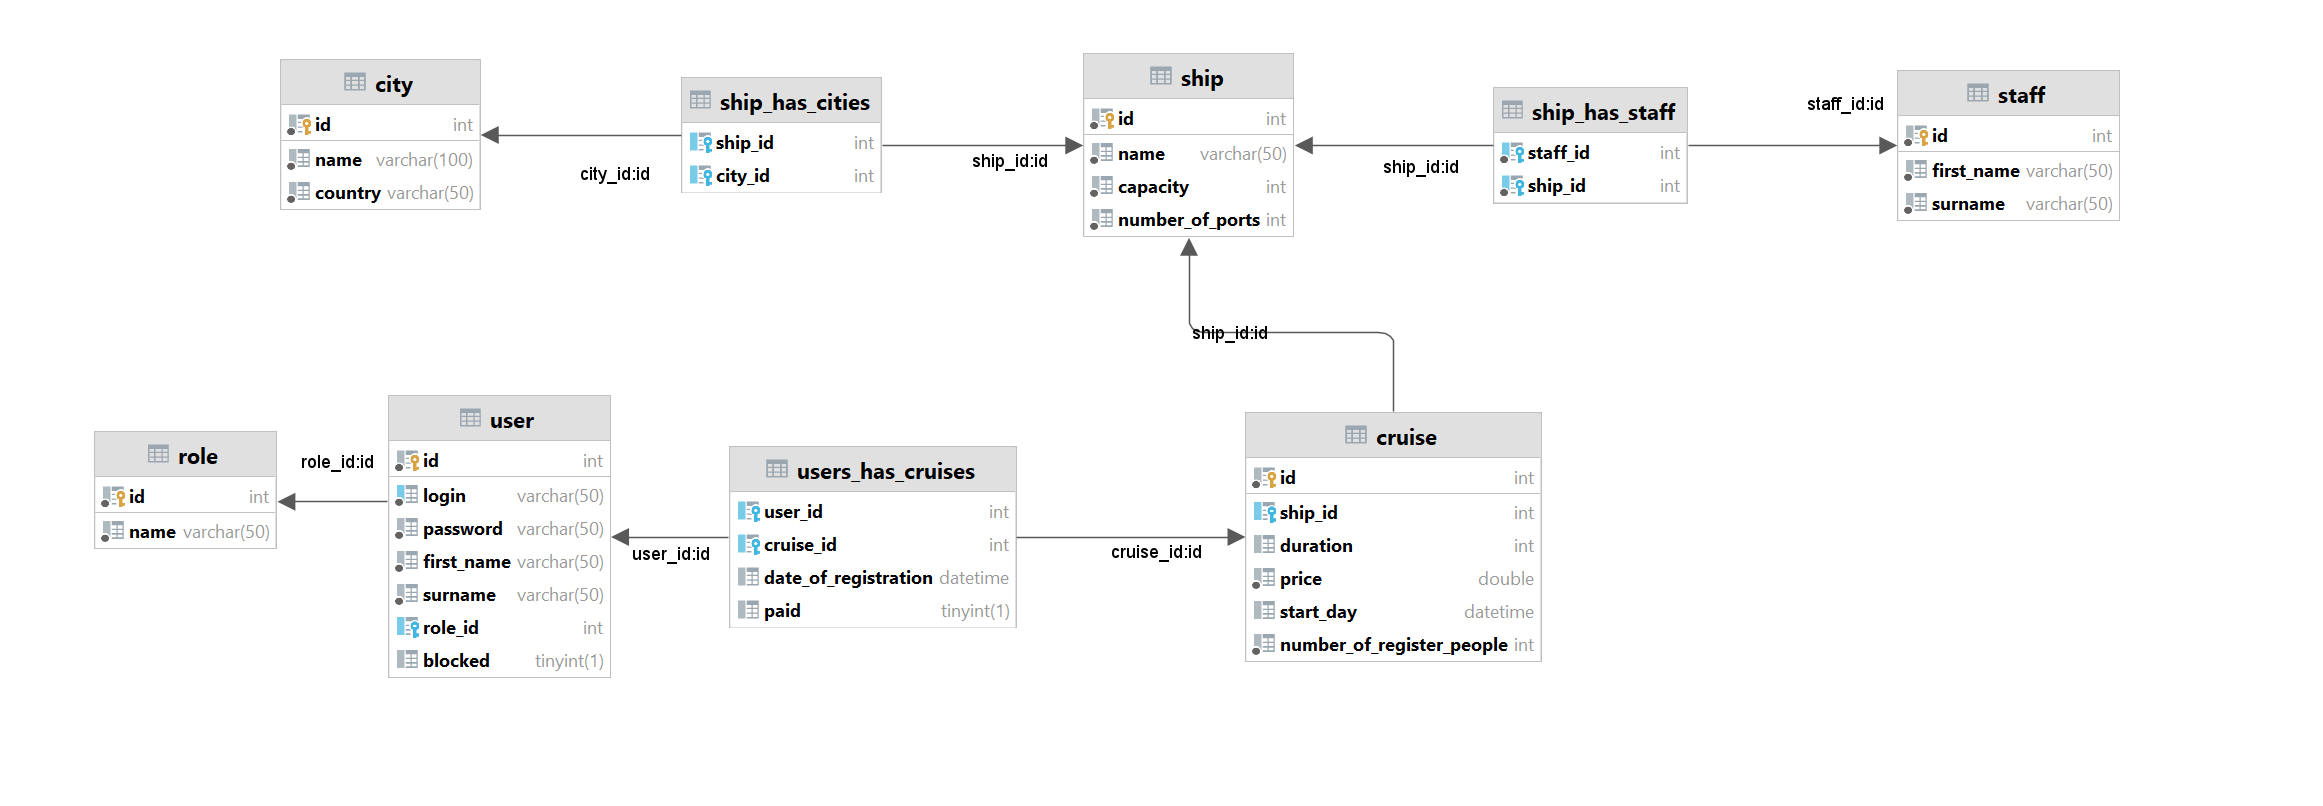 city
id int
name varchar(100)
country varchar(50)
city_id:id
ship_has_cities
ship_id int
city_id int
ship_id:id
ship
id int
name varchar(50)
capacity int
number_of_ports int
ship_id:id
ship_has_staff
staff_id int
ship_id int
staff_id:id
staff
id int
first_name varchar(50)
surname varchar(50)
ship_id:id
role
id int
name varchar(50)
role_id:id
user
id int
login varchar(50)
password varchar(50)
first_name varchar(50)
surname varchar(50)
role_id int
blocked tinyint(1)
user_id:id
users_has_cruises
user_id int
cruise_id int
date_of_registration datetime
paid tinyint(1)
cruise_id:id
cruise
id int
ship_id int
duration int
price double
start_day datetime
number_of_register_people int